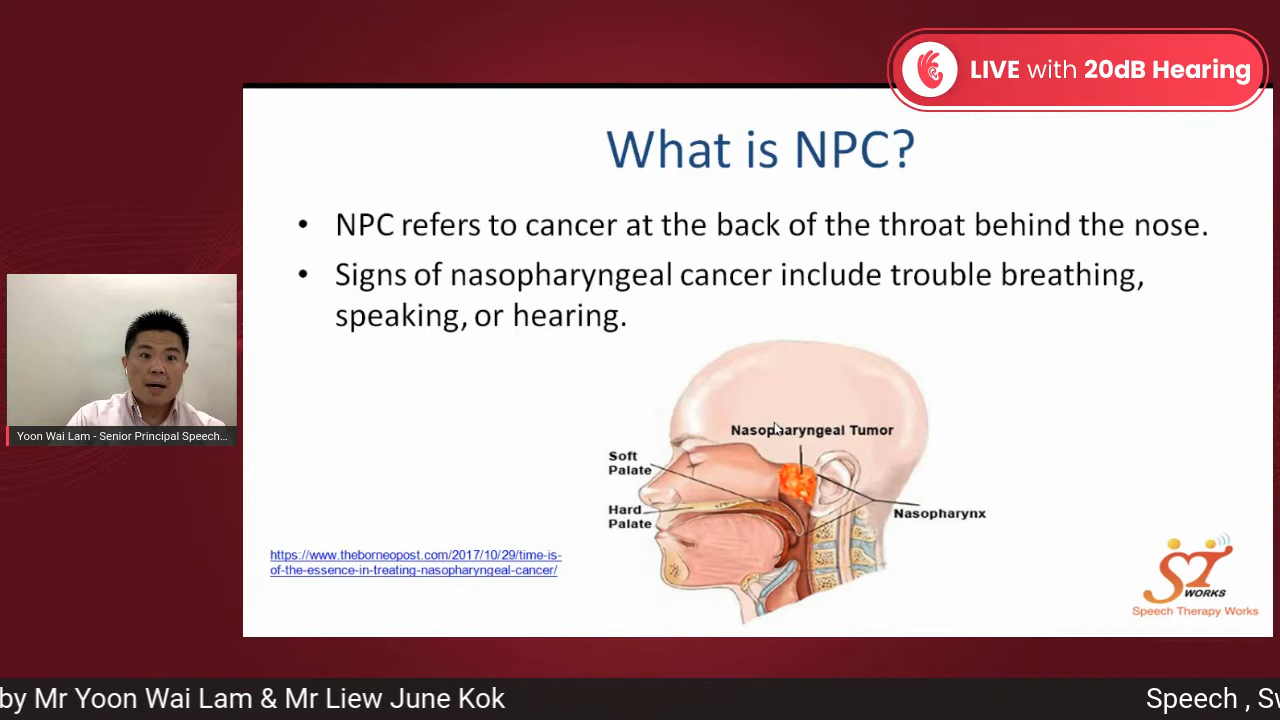 LIVE with 20dB Hearing
What is NPC?
• NPC refers to cancer at the back of the throat behind the nose.
• Signs of nasopharyngeal cancer include trouble breathing,
speaking, or hearing.
Nasopharyngeal Tumor
Soft
Palate
Hard
Palate
Nasopharynx
https://www.theborneopost.com/2017/10/29/time-is-
of-the-essence-in-treating-nasopharyngeal-cancer/
ST
WORKS
Speech Therapy Works
Yoon Wai Lam - Senior Principal Speech...
by Mr Yoon Wai Lam & Mr Liew June Kok
Speech , Sw